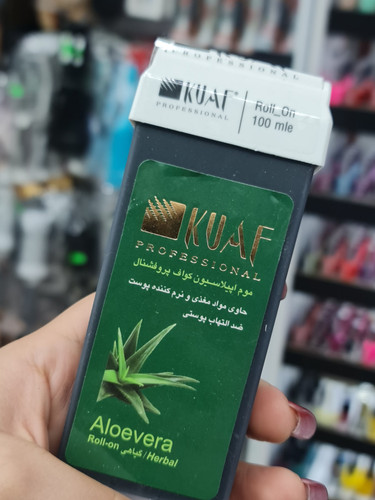 PROFESSIONAL
KUAF
PROFESSIONAL
Roll_On
100 mle
KUAF
PROFESSIONAL
موم اپیلاسیون کواف پروفشنال
حاوی مواد مغذی و نرم کننده پوست
ضد التهاب پوستی
Aloevera
Roll-on گیاهی / Herbal